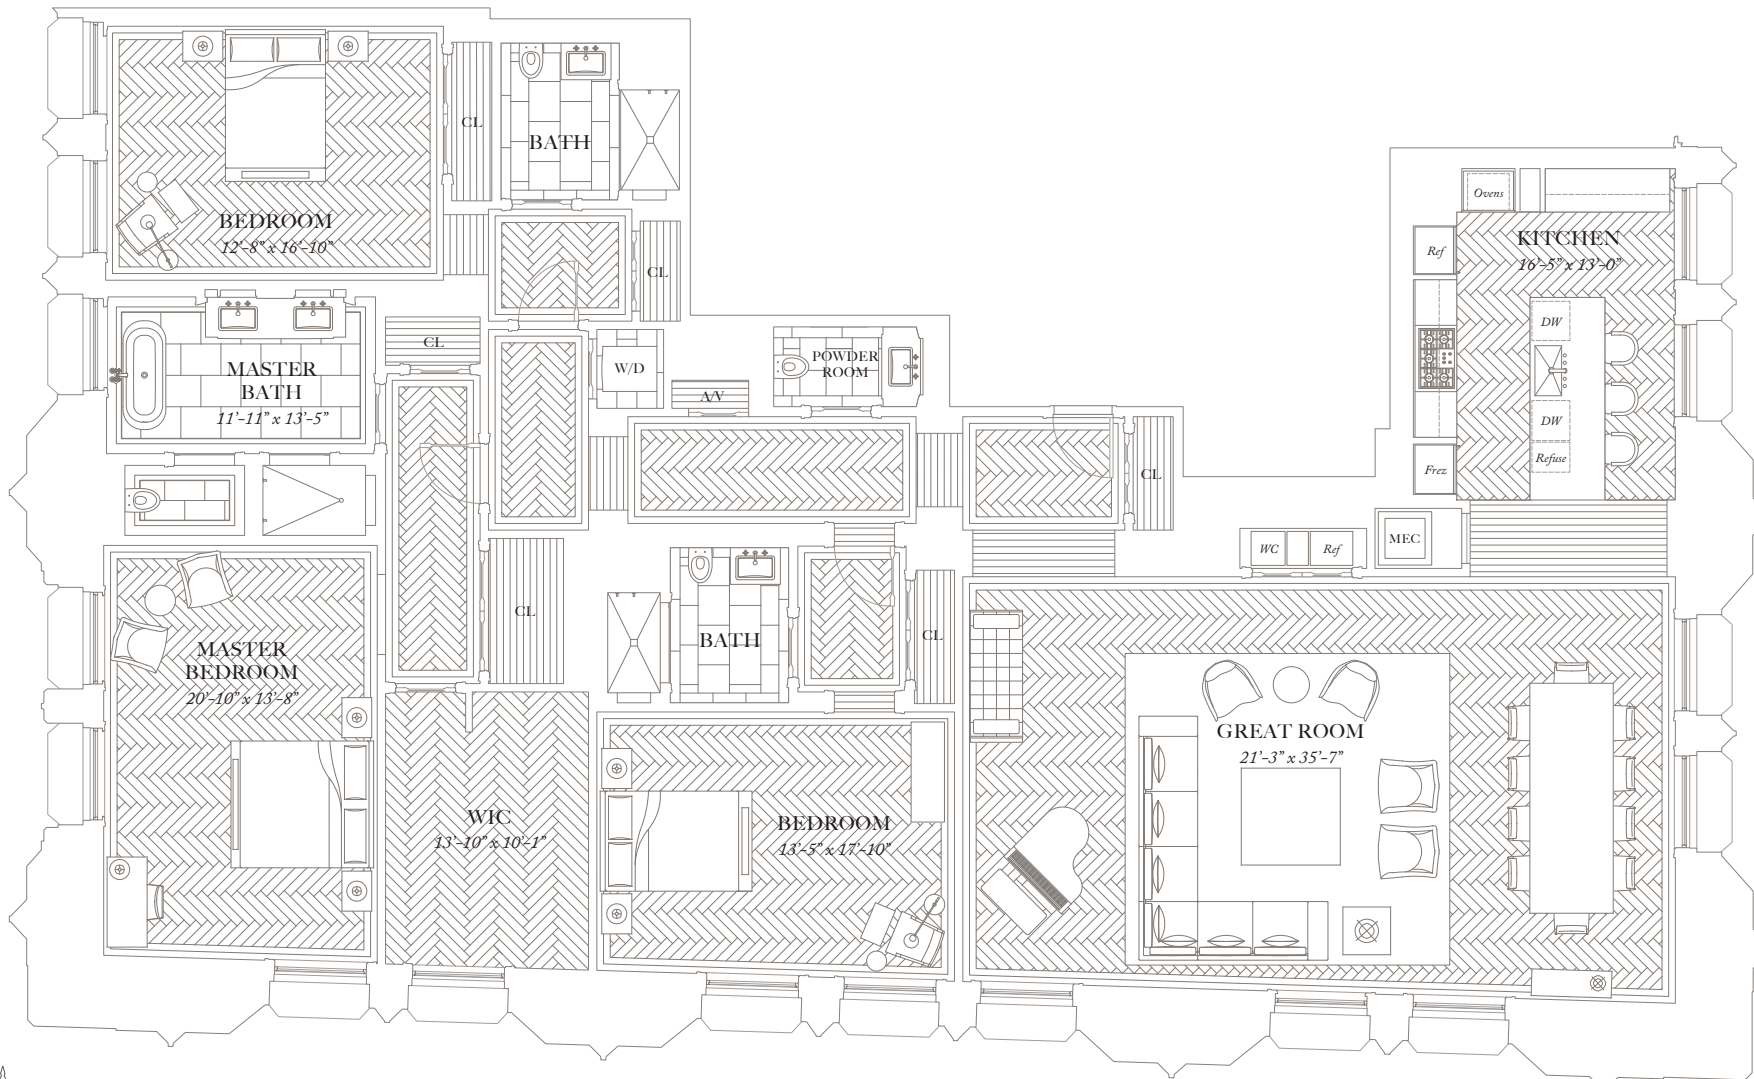 CL
BATH
BEDROOM
12'-8" x 16'-10"
CL
Ovens
Ref
KITCHEN
16'-5" x 13'-0"
DW
DW
Refuse
Frez
CL
MASTER
BATH
11'-11" x 13'-5"
W/D
A/V
POWDER
ROOM
CL
WC
Ref
MEC
CL
BATH
CL
MASTER
BEDROOM
20'-10" x 13'-8"
GREAT ROOM
21'-3" x 35'-7"
WIC
13'-10" x 10'-1"
BEDROOM
13'-5" x 17'-10"